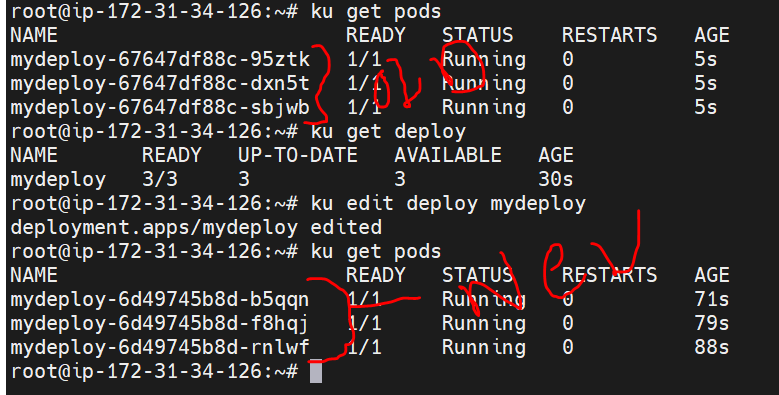 root@ip-172-31-34-126:~# ku get pods
NAME READY STATUS RESTARTS AGE
mydeploy-67647df88c-95ztk 1/1 Running 0 5s
mydeploy-67647df88c-dxn5t 1/1 Running 0 5s
mydeploy-67647df88c-sbjwb 1/1 Running 0 5s
root@ip-172-31-34-126:~# ku get deploy
NAME READY UP-TO-DATE AVAILABLE AGE
mydeploy 3/3 3 3 30s
root@ip-172-31-34-126:~# ku edit deploy mydeploy
deployment.apps/mydeploy edited
root@ip-172-31-34-126:~# ku get pods
NAME READY STATUS RESTARTS AGE
mydeploy-6d49745b8d-b5qqn 1/1 Running 0 71s
mydeploy-6d49745b8d-f8hqj 1/1 Running 0 79s
mydeploy-6d49745b8d-rnlwf 1/1 Running 0 88s
root@ip-172-31-34-126:~#